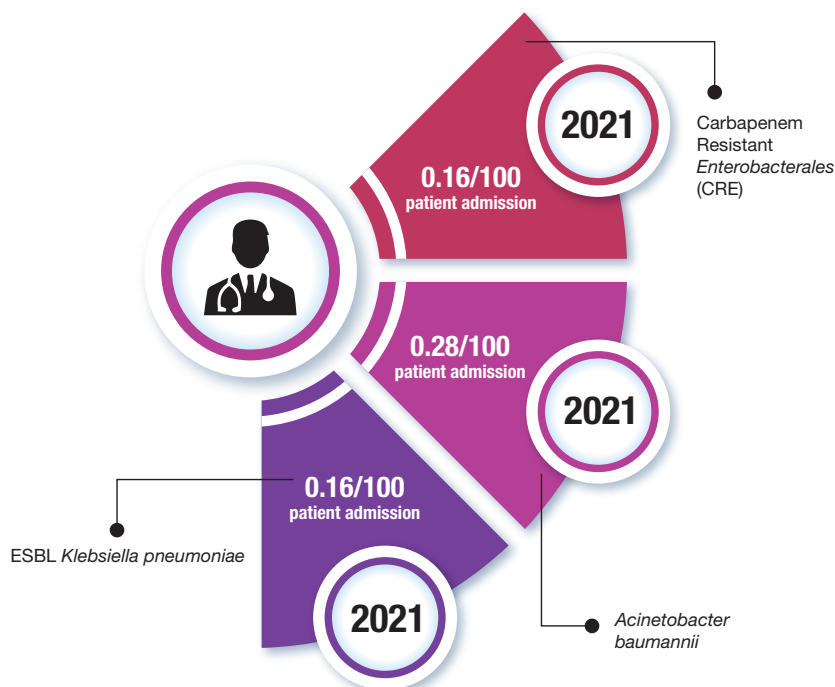 2021
0.16/100
patient admission
Carbapenem
Resistant
Enterobacterales
(CRE)
0.28/100
patient admission
2021
0.16/100
patient admission
ESBL Klebsiella pneumoniae
2021
Acinetobacter
baumannii